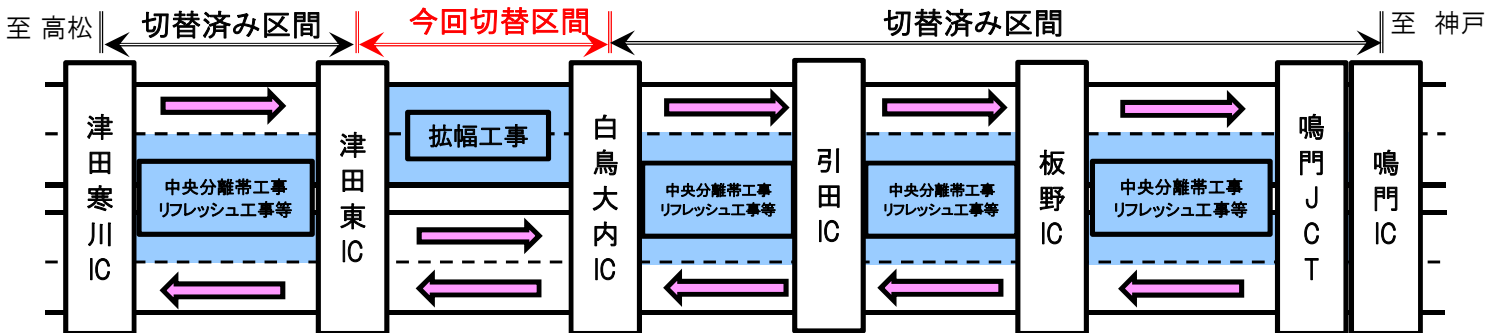 至 高松
切替済み区間
今回切替区間
切替済み区間
至 神戸
津田寒川IC
中央分離帯工事
リフレッシュ工事等
津田東IC
拡幅工事
白鳥大内IC
中央分離帯工事
リフレッシュ工事等
引田IC
中央分離帯工事
リフレッシュ工事等
板野IC
中央分離帯工事
リフレッシュ工事等
鳴門JCT
鳴門IC